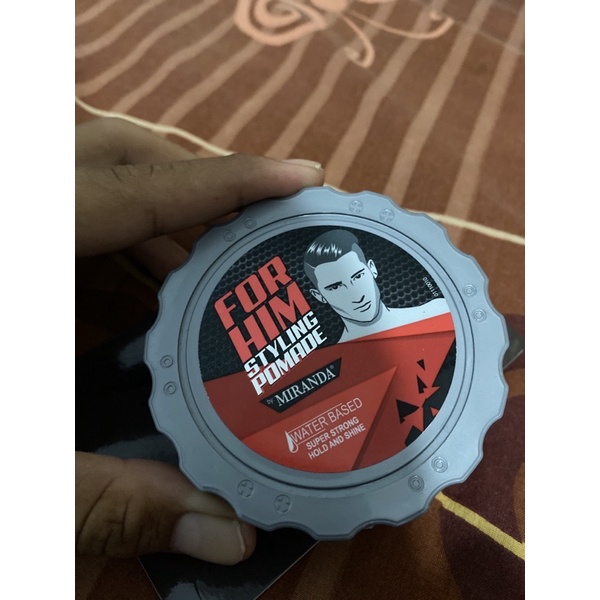 FOR
HIM
STYLING
POMADE
by MIRANDA®
WATER BASED
SUPER STRONG
HOLD AND SHINE